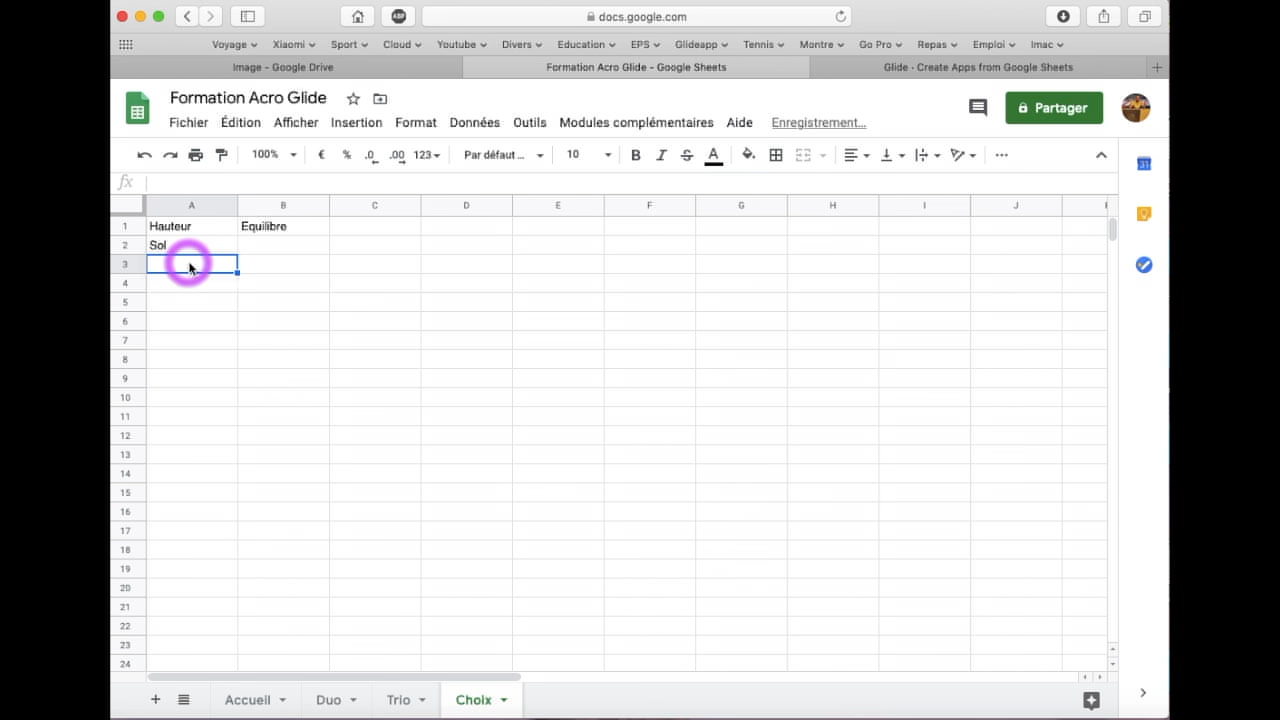 docs.google.com
ABP
Voyage Xiaomi Sport Cloud Youtube Divers Education EPS Glideapp Tennis Montre Go Pro Repas Emploi Imac
Image - Google Drive
Formation Acro Glide - Google Sheets
Glide - Create Apps from Google Sheets
Formation Acro Glide
Partager
Fichier Édition Afficher Insertion Format Données Outils Modules complémentaires Aide Enregistrement...
100% € % .0 .00 123 Par défaut ... 10 B I S A
31
fx
A B C D E F G H I J
1 Hauteur Equilibre
2 Sol
3
4
5
6
7
8
9
10
11
12
13
14
15
16
17
18
19
20
21
22
23
24
Accueil Duo Trio Choix